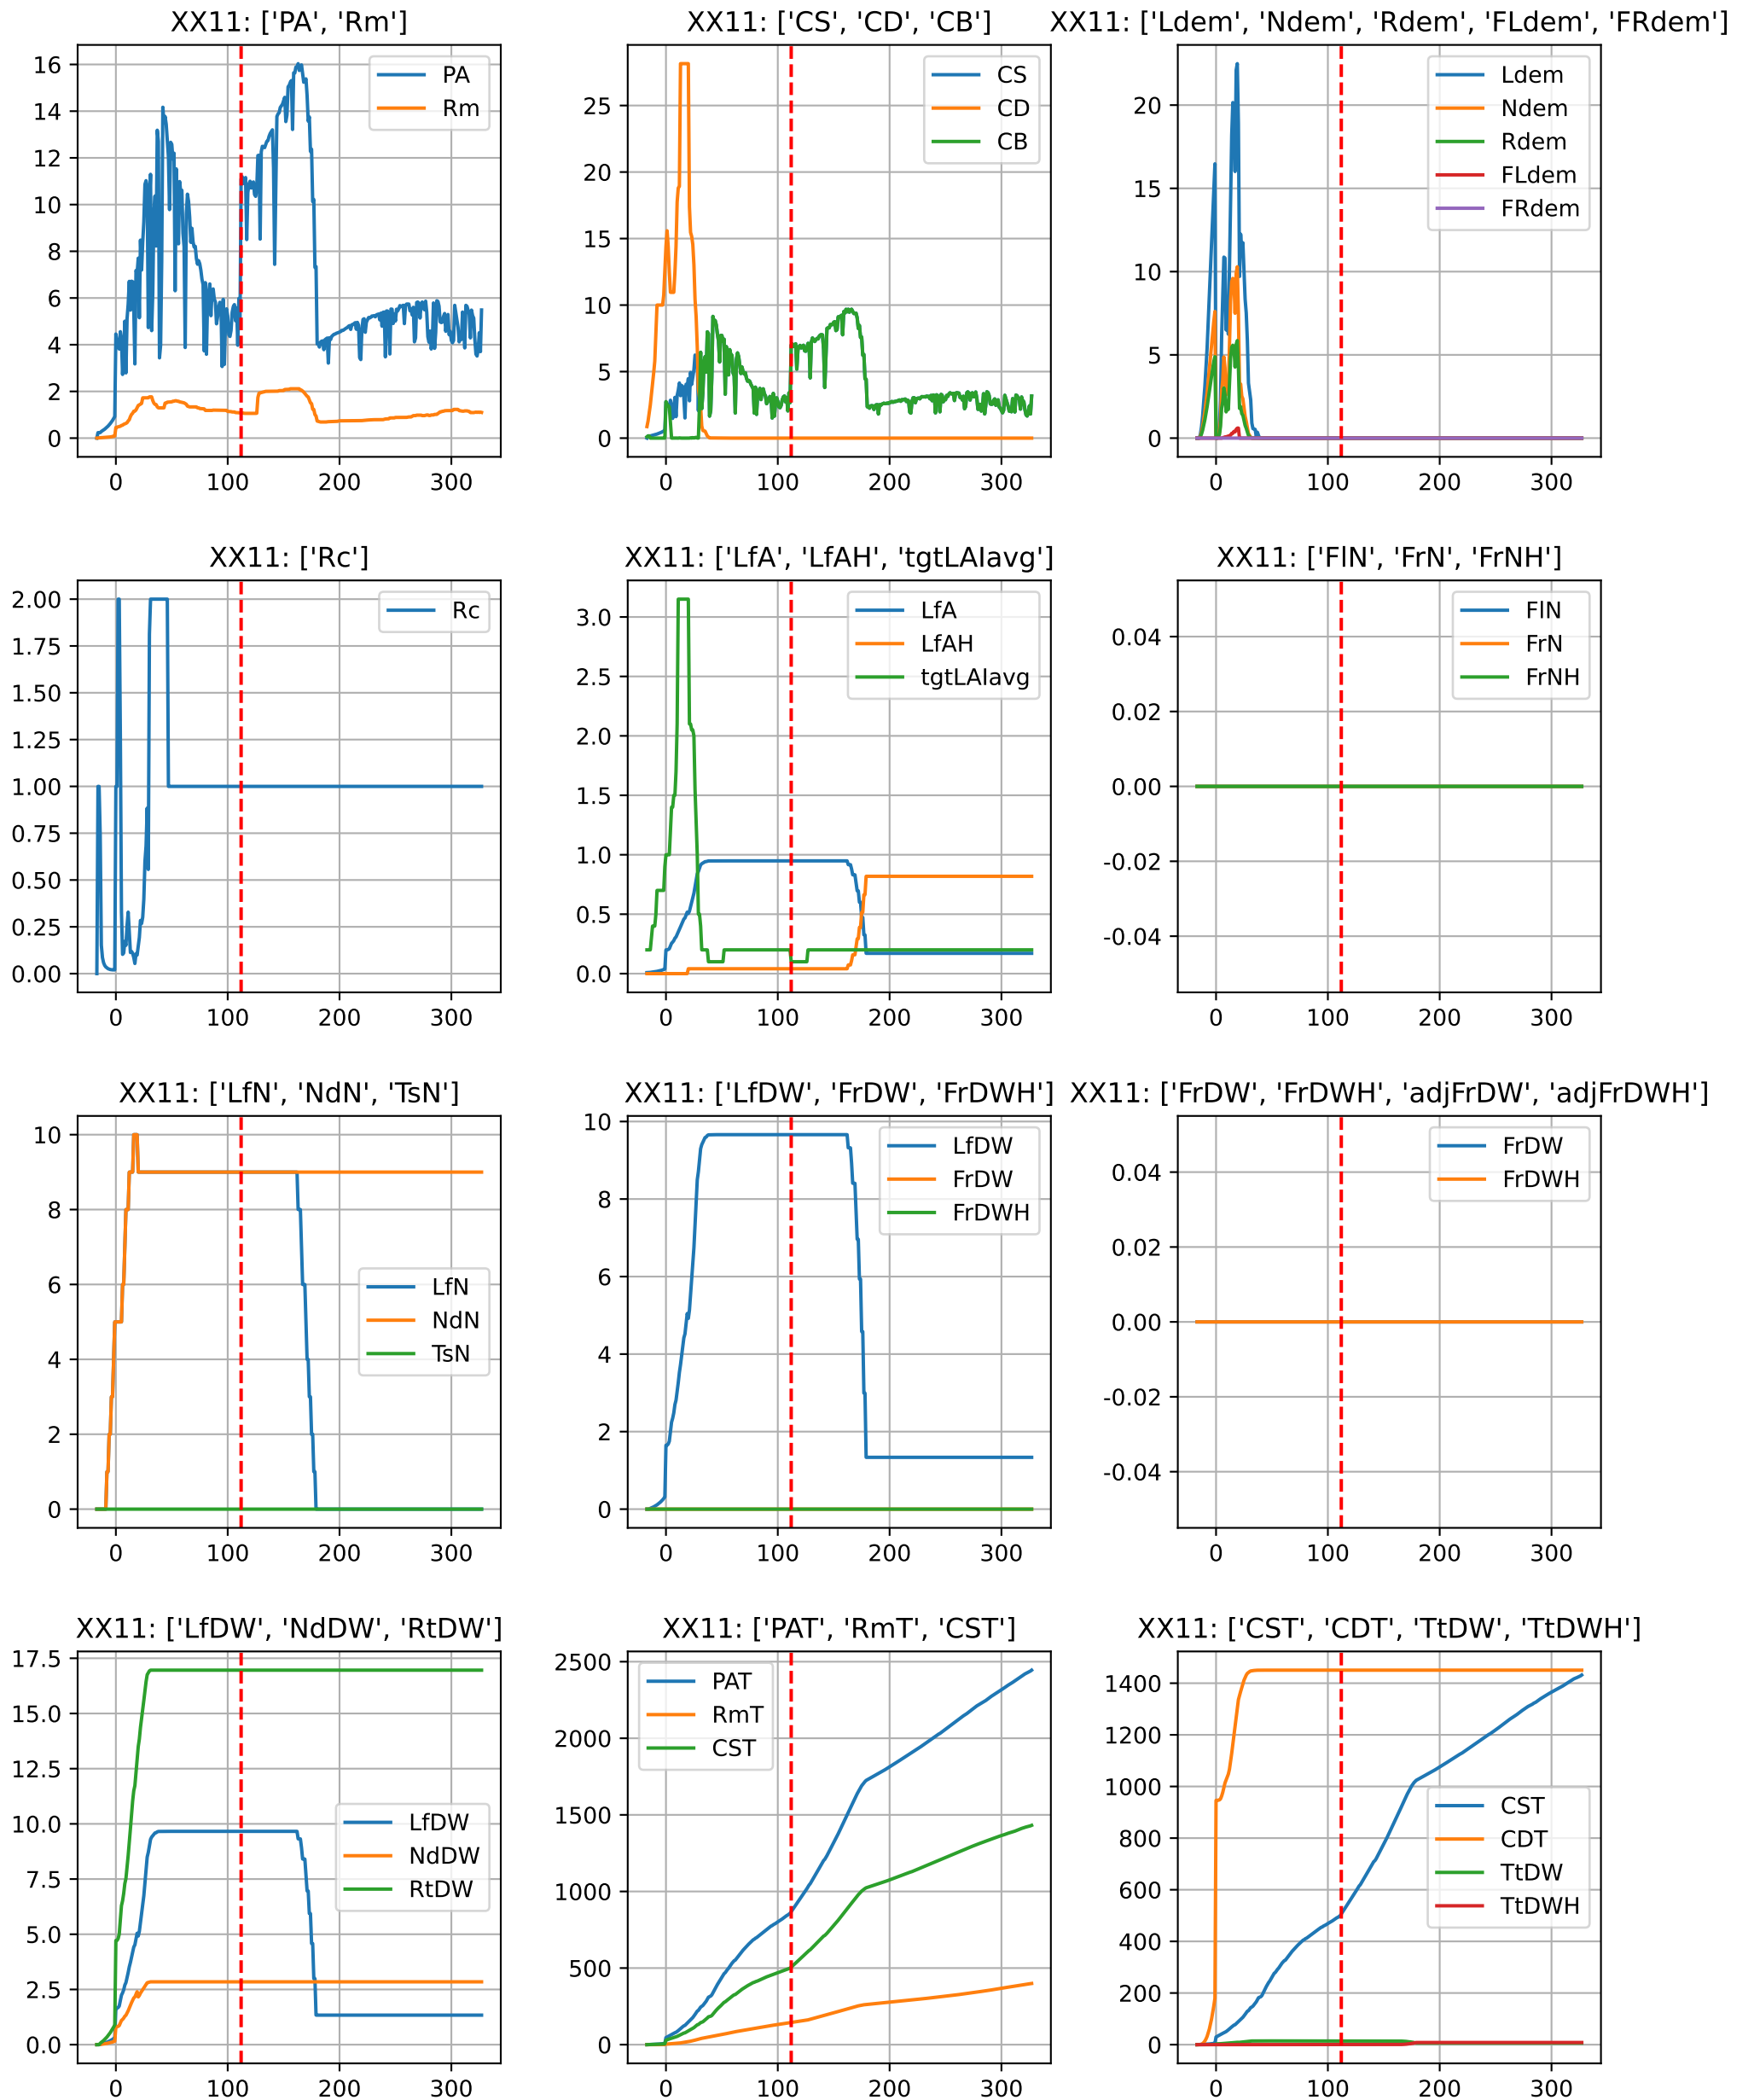 XX11: ['PA', 'Rm']
16
14
12
10
8
6
4
2
0
0 100 200 300
PA
Rm
XX11: ['CS', 'CD', 'CB']
25
20
15
10
5
0
0 100 200 300
CS
CD
CB
XX11: ['Ldem', 'Ndem', 'Rdem', 'FLdem', 'FRdem']
20
15
10
5
0
0 100 200 300
Ldem
Ndem
Rdem
FLdem
FRdem
XX11: ['Rc']
2.00
1.75
1.50
1.25
1.00
0.75
0.50
0.25
0.00
0 100 200 300
Rc
XX11: ['LfA', 'LfAH', 'tgtLAIavg']
3.0
2.5
2.0
1.5
1.0
0.5
0.0
0 100 200 300
LfA
LfAH
tgtLAIavg
XX11: ['FlN', 'FrN', 'FrNH']
0.04
0.02
0.00
-0.02
-0.04
0 100 200 300
FlN
FrN
FrNH
XX11: ['LfN', 'NdN', 'TsN']
10
8
6
4
2
0
0 100 200 300
LfN
NdN
TsN
XX11: ['LfDW', 'FrDW', 'FrDWH']
10
8
6
4
2
0
0 100 200 300
LfDW
FrDW
FrDWH
XX11: ['FrDW', 'FrDWH', 'adjFrDW', 'adjFrDWH']
0.04
0.02
0.00
-0.02
-0.04
0 100 200 300
FrDW
FrDWH
XX11: ['LfDW', 'NdDW', 'RtDW']
17.5
15.0
12.5
10.0
7.5
5.0
2.5
0.0
0 100 200 300
LfDW
NdDW
RtDW
XX11: ['PAT', 'RmT', 'CST']
2500
2000
1500
1000
500
0
0 100 200 300
PAT
RmT
CST
XX11: ['CST', 'CDT', 'TtDW', 'TtDWH']
1400
1200
1000
800
600
400
200
0
0 100 200 300
CST
CDT
TtDW
TtDWH